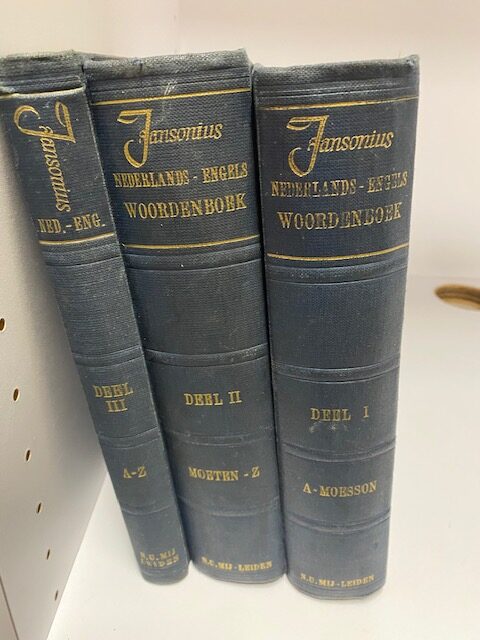 Jansonius
NED.-ENG.
DEEL
III
A-Z
N.U.MIJ
LEIDEN
Jansonius
NEDERLANDS-ENGELS
WOORDENBOEK
DEEL II
MOETEN-Z
N.U.MIJ-LEIDEN
Jansonius
NEDERLANDS-ENGELS
WOORDENBOEK
DEEL I
A-MOESSON
N.U.MIJ-LEIDEN